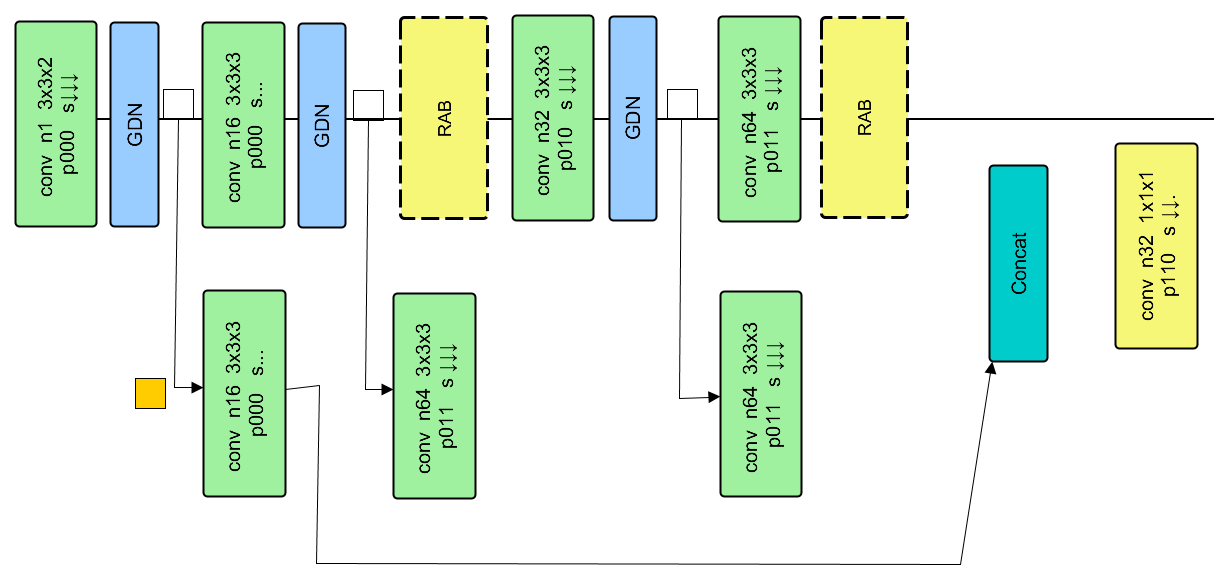 conv n1 3x3x2
p000 s↓↓↓
GDN
conv n16 3x3x3
p000 s...
GDN
RAB
conv n32 3x3x3
p010 s ↓↓↓
GDN
conv n64 3x3x3
p011 s ↓↓↓
RAB
conv n16 3x3x3
p000 s...
conv n64 3x3x3
p011 s ↓↓↓
conv n64 3x3x3
p011 s ↓↓↓
Concat
conv n32 1x1x1
p110 s ↓↓.